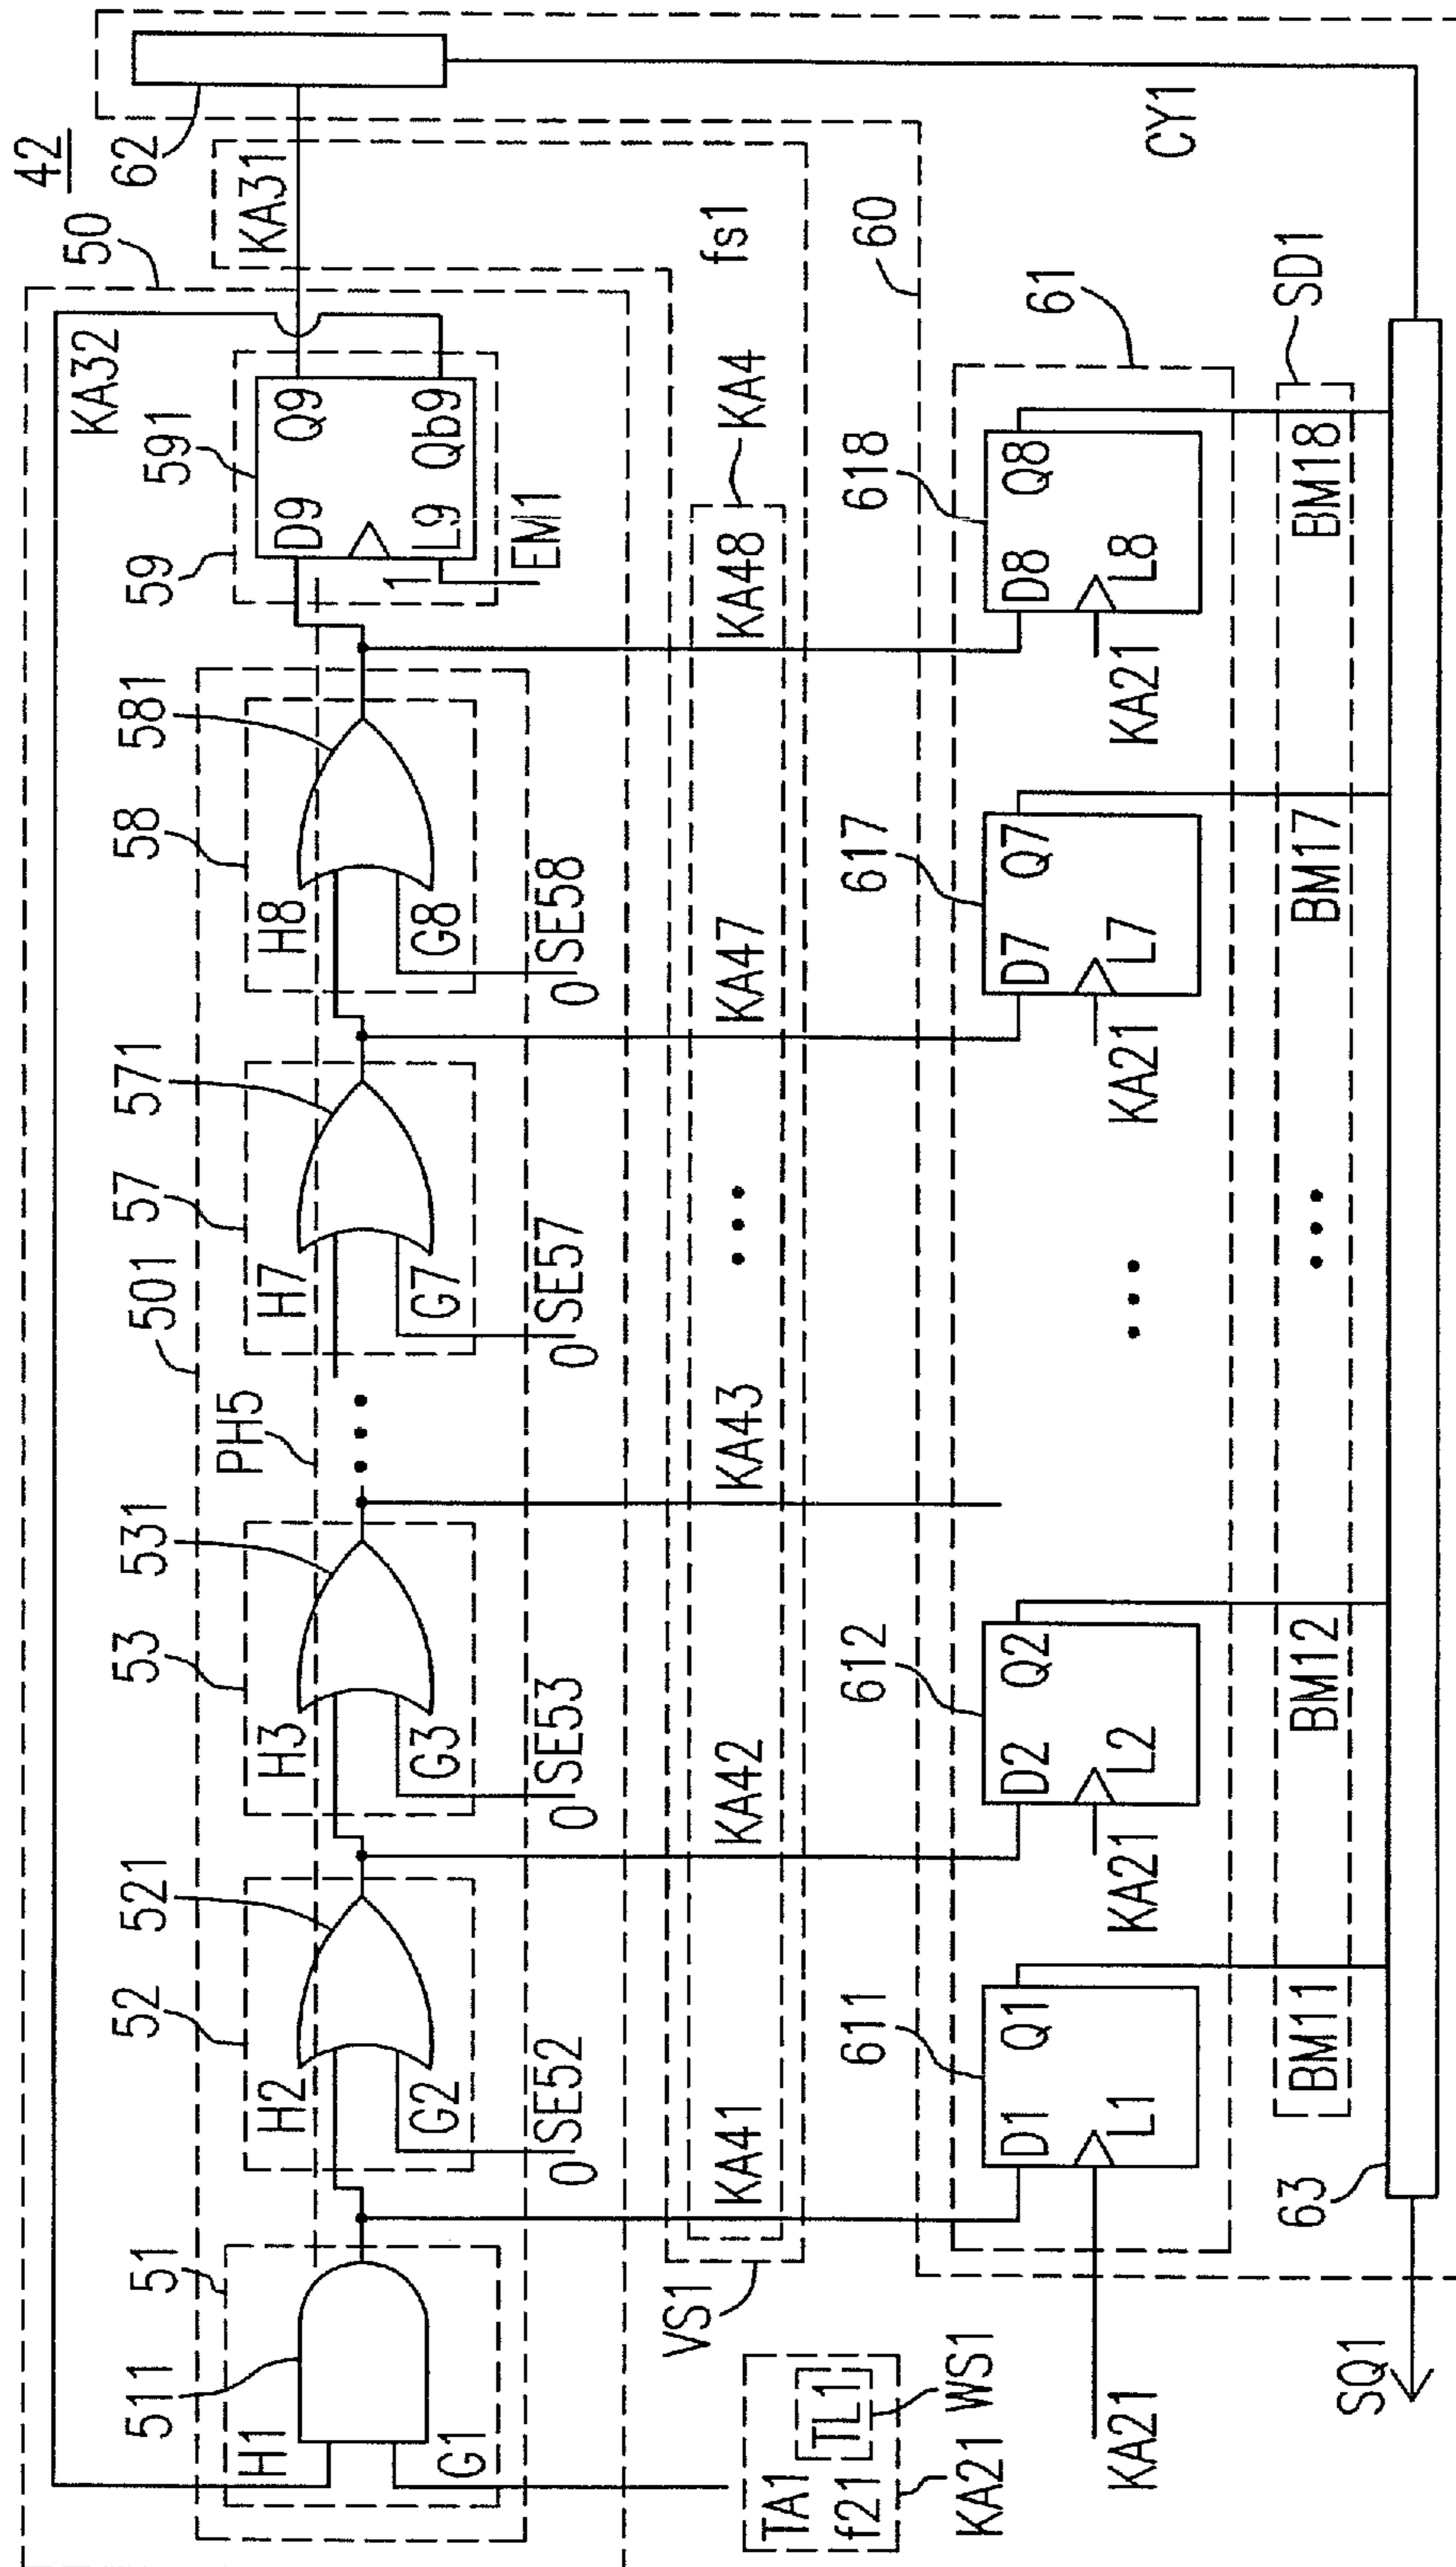 42
50
62
KA32
KA31
59
591
D9
Q9
L9
Qb9
1
EM1
58
581
H8
G8
0
SE58
57
571
H7
G7
0
SE57
501
PH5
53
531
H3
G3
0
SE53
52
521
H2
G2
0
SE52
51
511
H1
G1
VS1
KA41
KA42
KA43
...
KA47
KA48
KA4
fs1
TA1
TL1
f21
WS1
KA21
60
61
611
D1
Q1
L1
KA21
612
D2
Q2
L2
KA21
...
617
D7
Q7
L7
KA21
618
D8
Q8
L8
KA21
BM11
BM12
...
BM17
BM18
SD1
CY1
63
SQ1